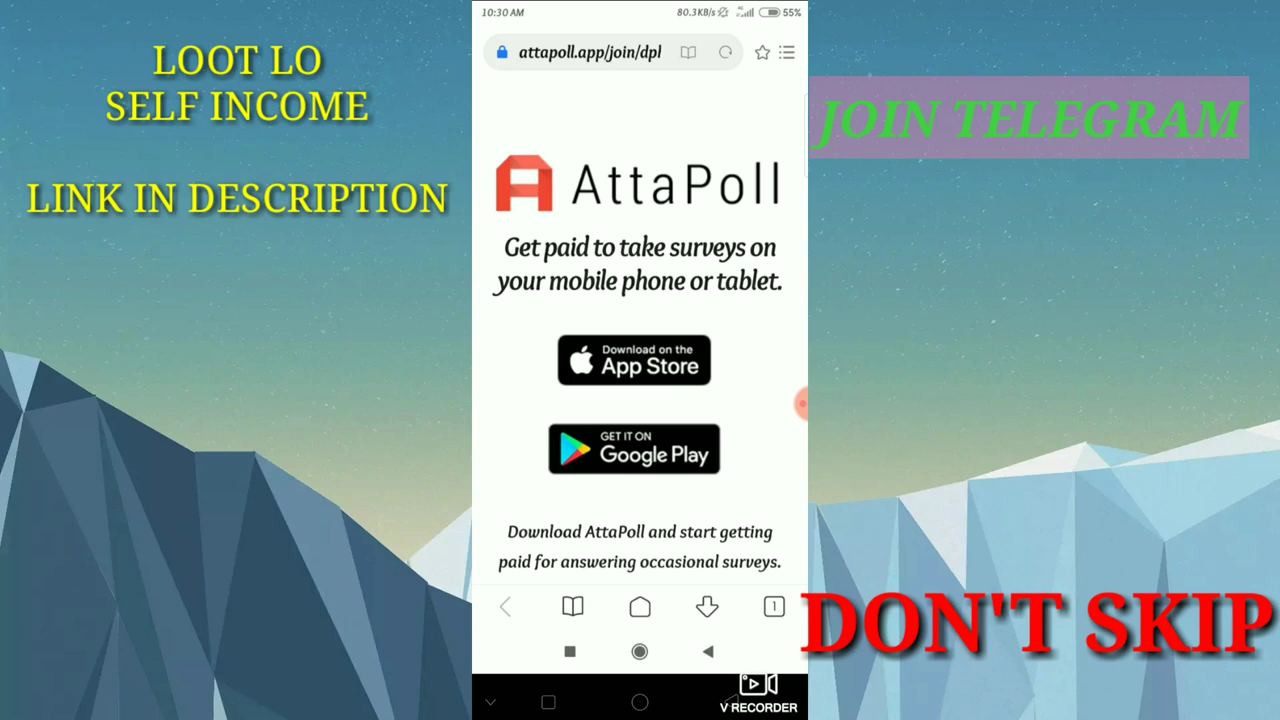 LOOT LO
SELF INCOME
LINK IN DESCRIPTION
10:30 AM
80.3KB/s
4G
55%
attapoll.app/join/dpl
AttaPoll
Get paid to take surveys on
your mobile phone or tablet.
Download on the
App Store
GET IT ON
Google Play
Download AttaPoll and start getting
paid for answering occasional surveys.
1
V RECORDER
JOIN TELEGRAM
DON'T SKIP